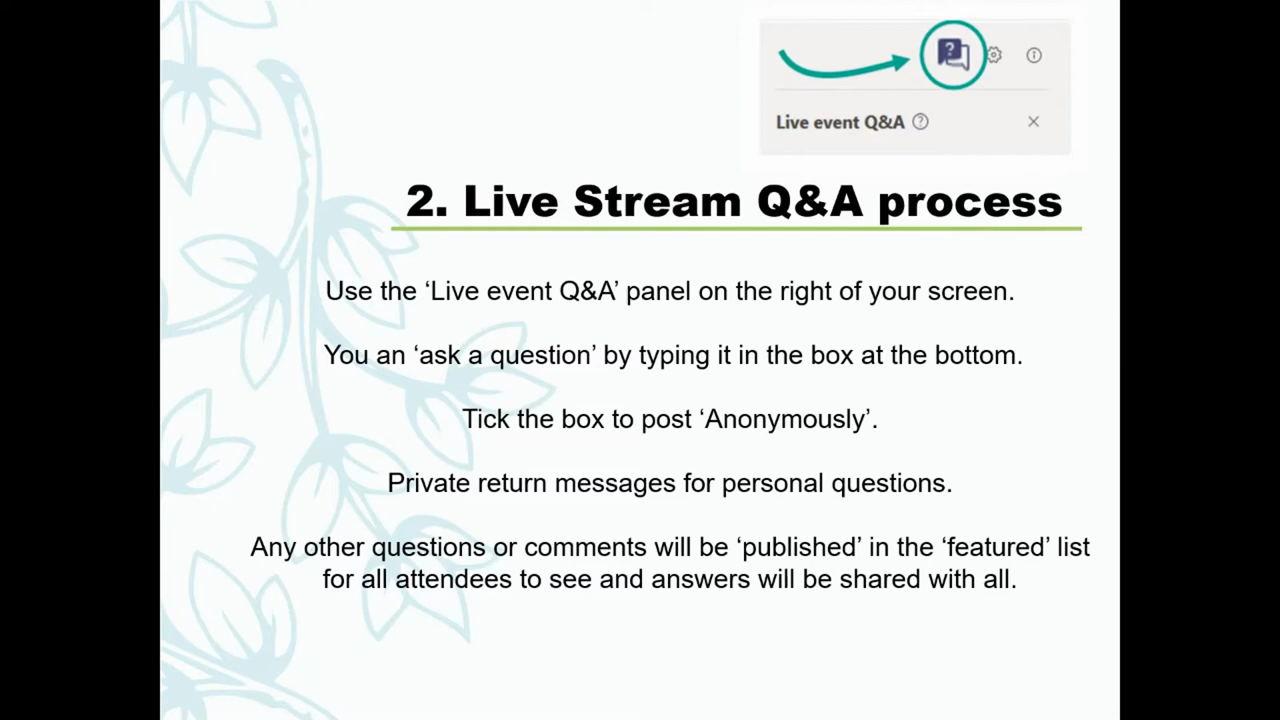 Live event Q&A
2. Live Stream Q&A process
Use the ‘Live event Q&A’ panel on the right of your screen.
You an ‘ask a question’ by typing it in the box at the bottom.
Tick the box to post ‘Anonymously’.
Private return messages for personal questions.
Any other questions or comments will be ‘published’ in the ‘featured’ list
for all attendees to see and answers will be shared with all.